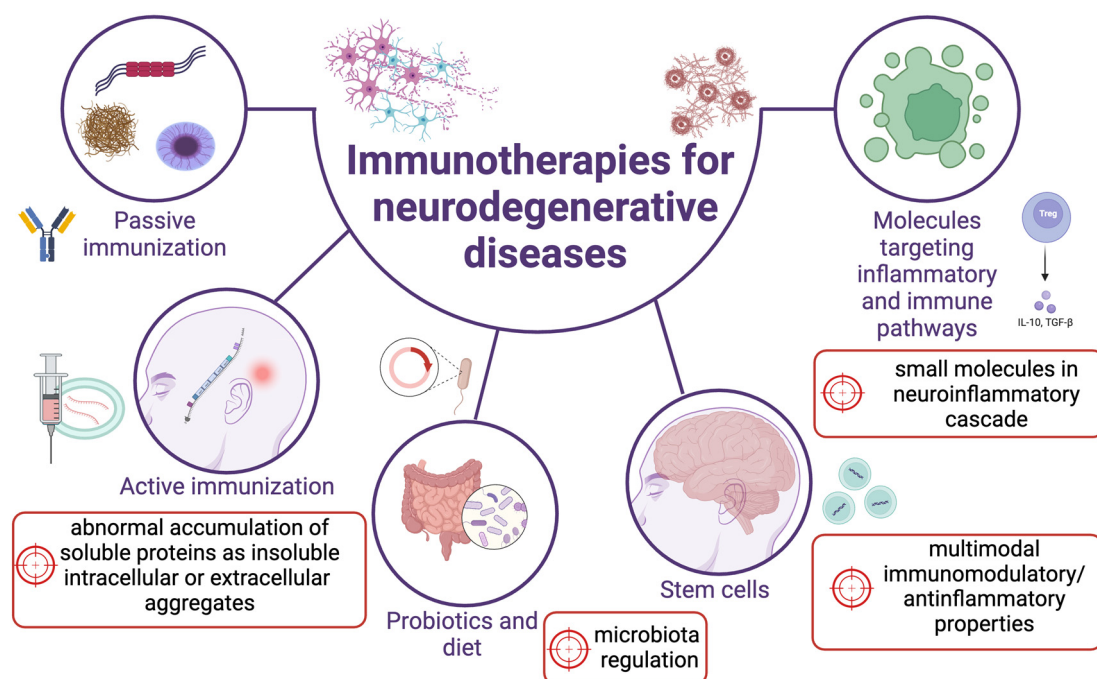 Immunotherapies for
neurodegenerative
diseases
Passive
immunization
Active immunization
abnormal accumulation of
soluble proteins as insoluble
intracellular or extracellular
aggregates
Probiotics and
diet
microbiota
regulation
Stem cells
multimodal
immunomodulatory/
antinflammatory
properties
Molecules
targeting
inflammatory
and immune
pathways
Treg
IL-10, TGF-β
small molecules in
neuroinflammatory
cascade